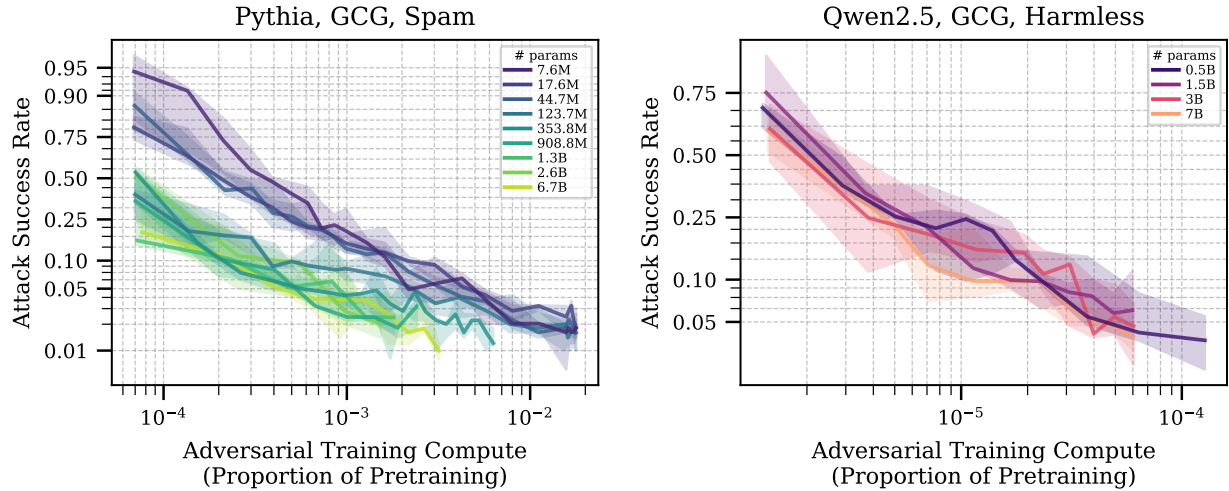 Pythia, GCG, Spam
Attack Success Rate
0.95
0.90
0.75
0.50
0.25
0.10
0.05
0.01
# params
7.6M
17.6M
44.7M
123.7M
353.8M
908.8M
1.3B
2.6B
6.7B
10⁻⁴
10⁻³
10⁻²
Adversarial Training Compute
(Proportion of Pretraining)
Qwen2.5, GCG, Harmless
Attack Success Rate
0.75
0.50
0.25
0.10
0.05
# params
0.5B
1.5B
3B
7B
10⁻⁵
10⁻⁴
Adversarial Training Compute
(Proportion of Pretraining)